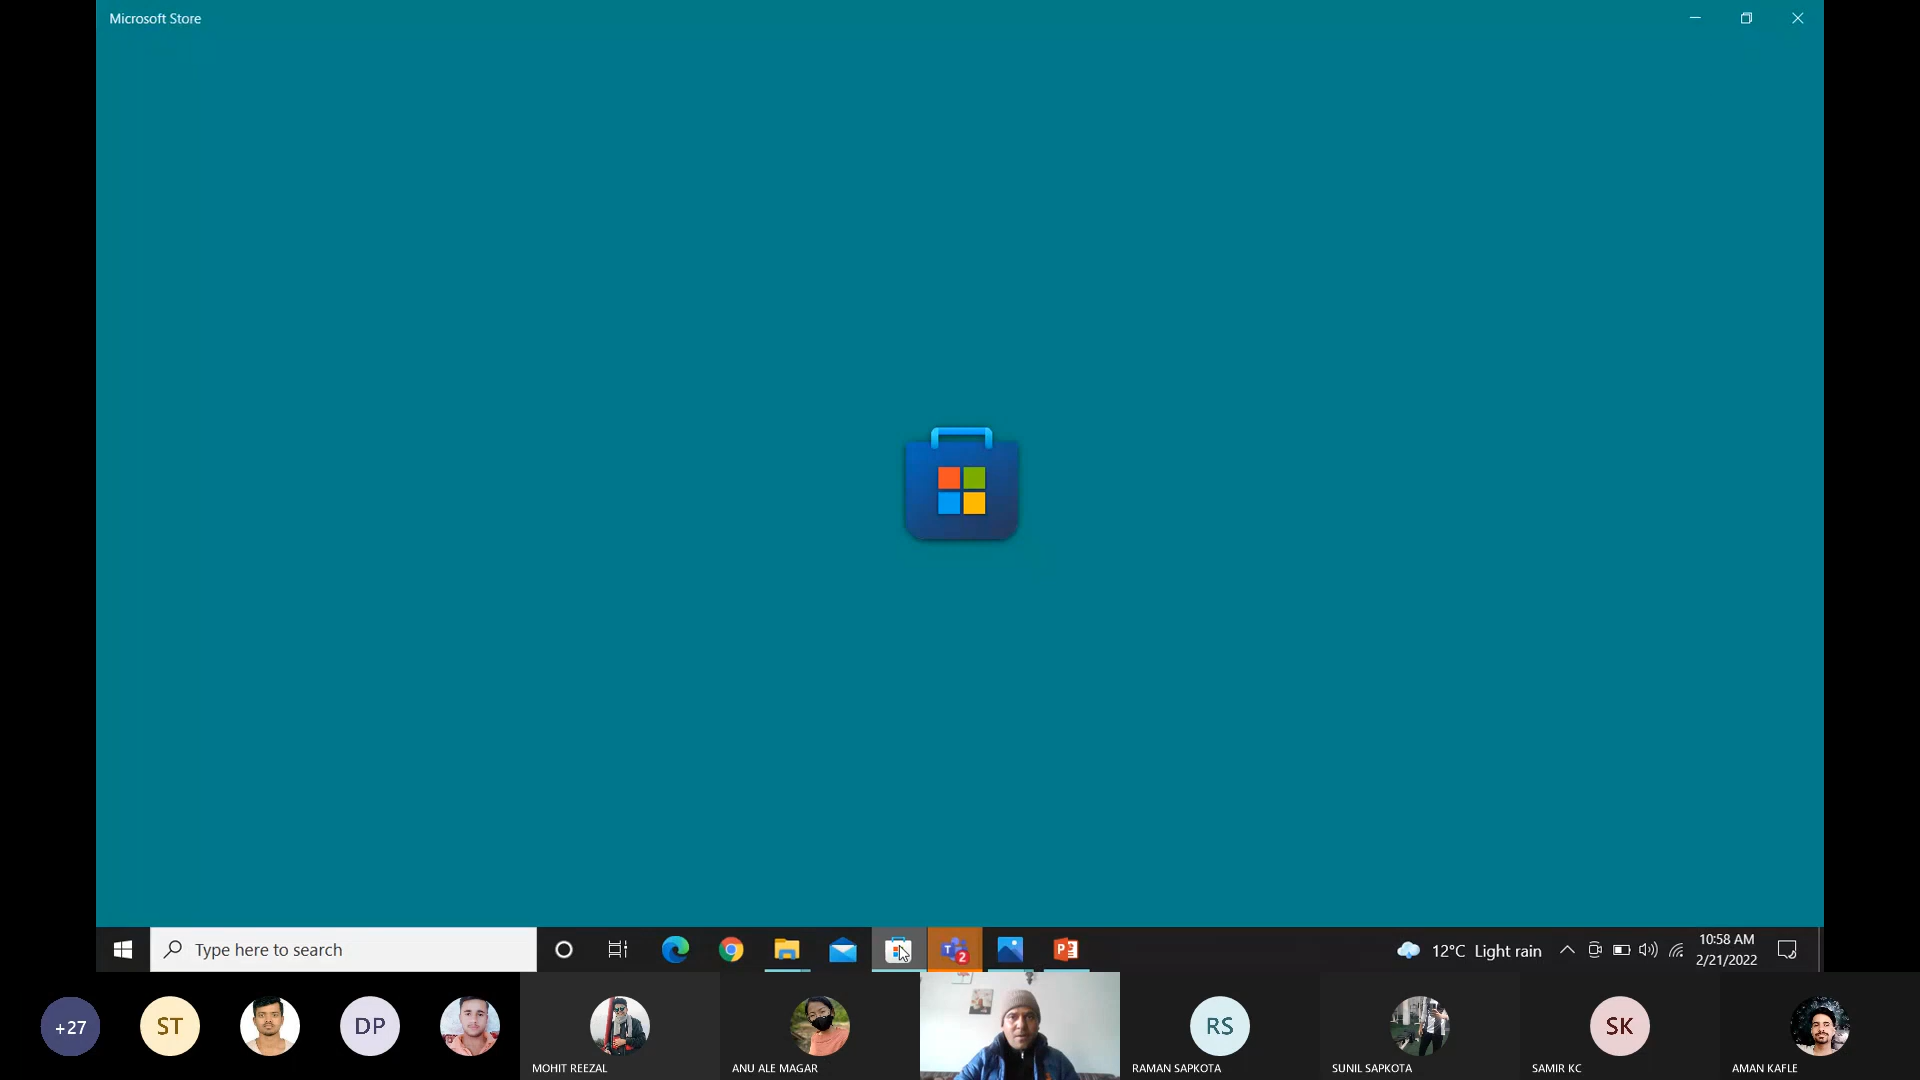 Microsoft Store
Type here to search
2
12°C Light rain
10:58 AM
2/21/2022
+27
ST
DP
RS
SK
MOHIT REEZAL
ANU ALE MAGAR
RAMAN SAPKOTA
SUNIL SAPKOTA
SAMIR KC
AMAN KAFLE